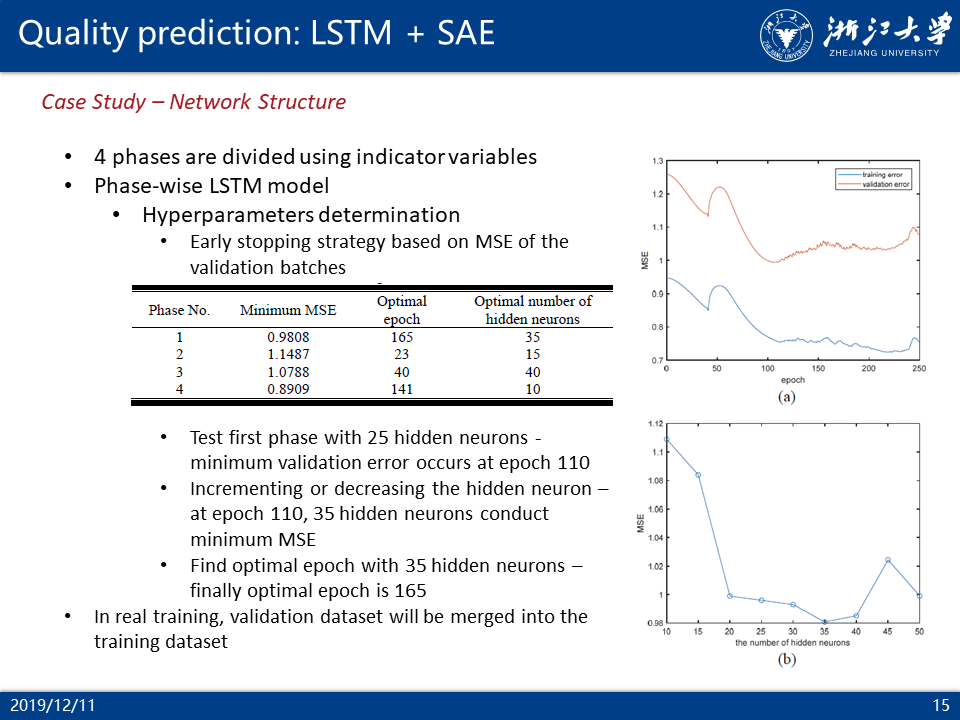 Quality prediction: LSTM + SAE
浙江大学
ZHEJIANG UNIVERSITY
Case Study – Network Structure
• 4 phases are divided using indicator variables
• Phase-wise LSTM model
• Hyperparameters determination
• Early stopping strategy based on MSE of the
validation batches
Phase No. Minimum MSE Optimal epoch Optimal number of hidden neurons
1 0.9808 165 35
2 1.1487 23 15
3 1.0788 40 40
4 0.8909 141 10
• Test first phase with 25 hidden neurons -
minimum validation error occurs at epoch 110
• Incrementing or decreasing the hidden neuron –
at epoch 110, 35 hidden neurons conduct
minimum MSE
• Find optimal epoch with 35 hidden neurons –
finally optimal epoch is 165
• In real training, validation dataset will be merged into the
training dataset
1.3
1.2
1.1
1
0.9
0.8
0.7
MSE
training error
validation error
0 50 100 150 200 250
epoch
(a)
1.12
1.1
1.08
1.06
1.04
1.02
1
0.98
MSE
10 15 20 25 30 35 40 45 50
the number of hidden neurons
(b)
2019/12/11
15